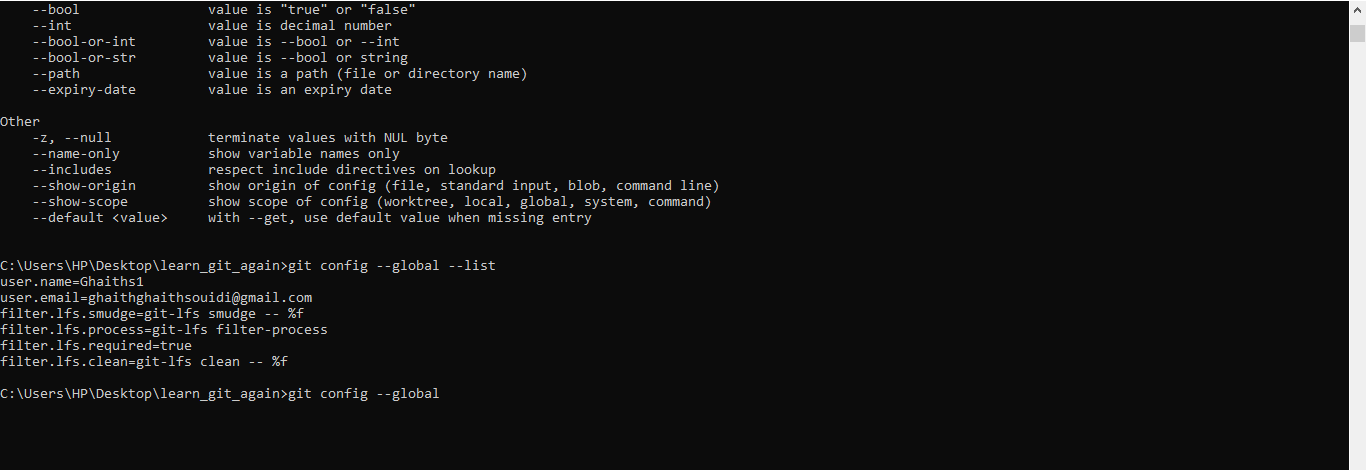 --bool value is "true" or "false"
--int value is decimal number
--bool-or-int value is --bool or --int
--bool-or-str value is --bool or string
--path value is a path (file or directory name)
--expiry-date value is an expiry date
Other
-z, --null terminate values with NUL byte
--name-only show variable names only
--includes respect include directives on lookup
--show-origin show origin of config (file, standard input, blob, command line)
--show-scope show scope of config (worktree, local, global, system, command)
--default <value> with --get, use default value when missing entry
C:\Users\HP\Desktop\learn_git_again>git config --global --list
user.name=Ghaiths1
user.email=ghaithghaithsouidi@gmail.com
filter.lfs.smudge=git-lfs smudge -- %f
filter.lfs.process=git-lfs filter-process
filter.lfs.required=true
filter.lfs.clean=git-lfs clean -- %f
C:\Users\HP\Desktop\learn_git_again>git config --global